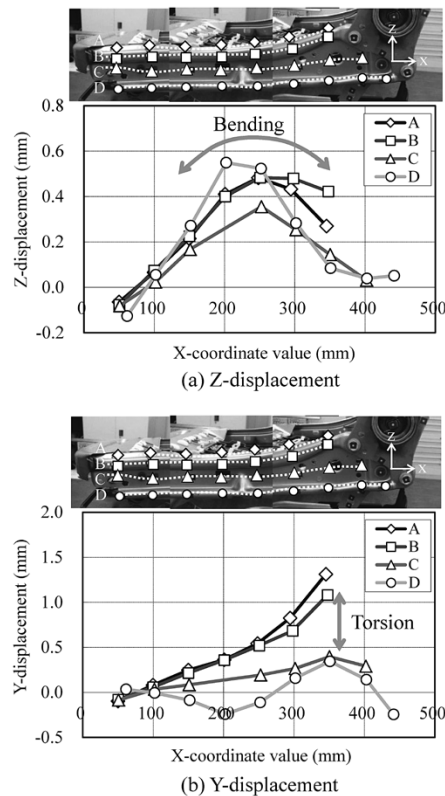 A
B
C
D
Z
X
0.8
0.6
0.4
0.2
0.0
-0.2
Z-displacement (mm)
Bending
A
B
C
D
0 100 200 300 400 500
X-coordinate value (mm)
(a) Z-displacement
A
B
C
D
Z
X
2.0
1.5
1.0
0.5
0.0
-0.5
Y-displacement (mm)
A
B
C
D
Torsion
0 100 200 300 400 500
X-coordinate value (mm)
(b) Y-displacement